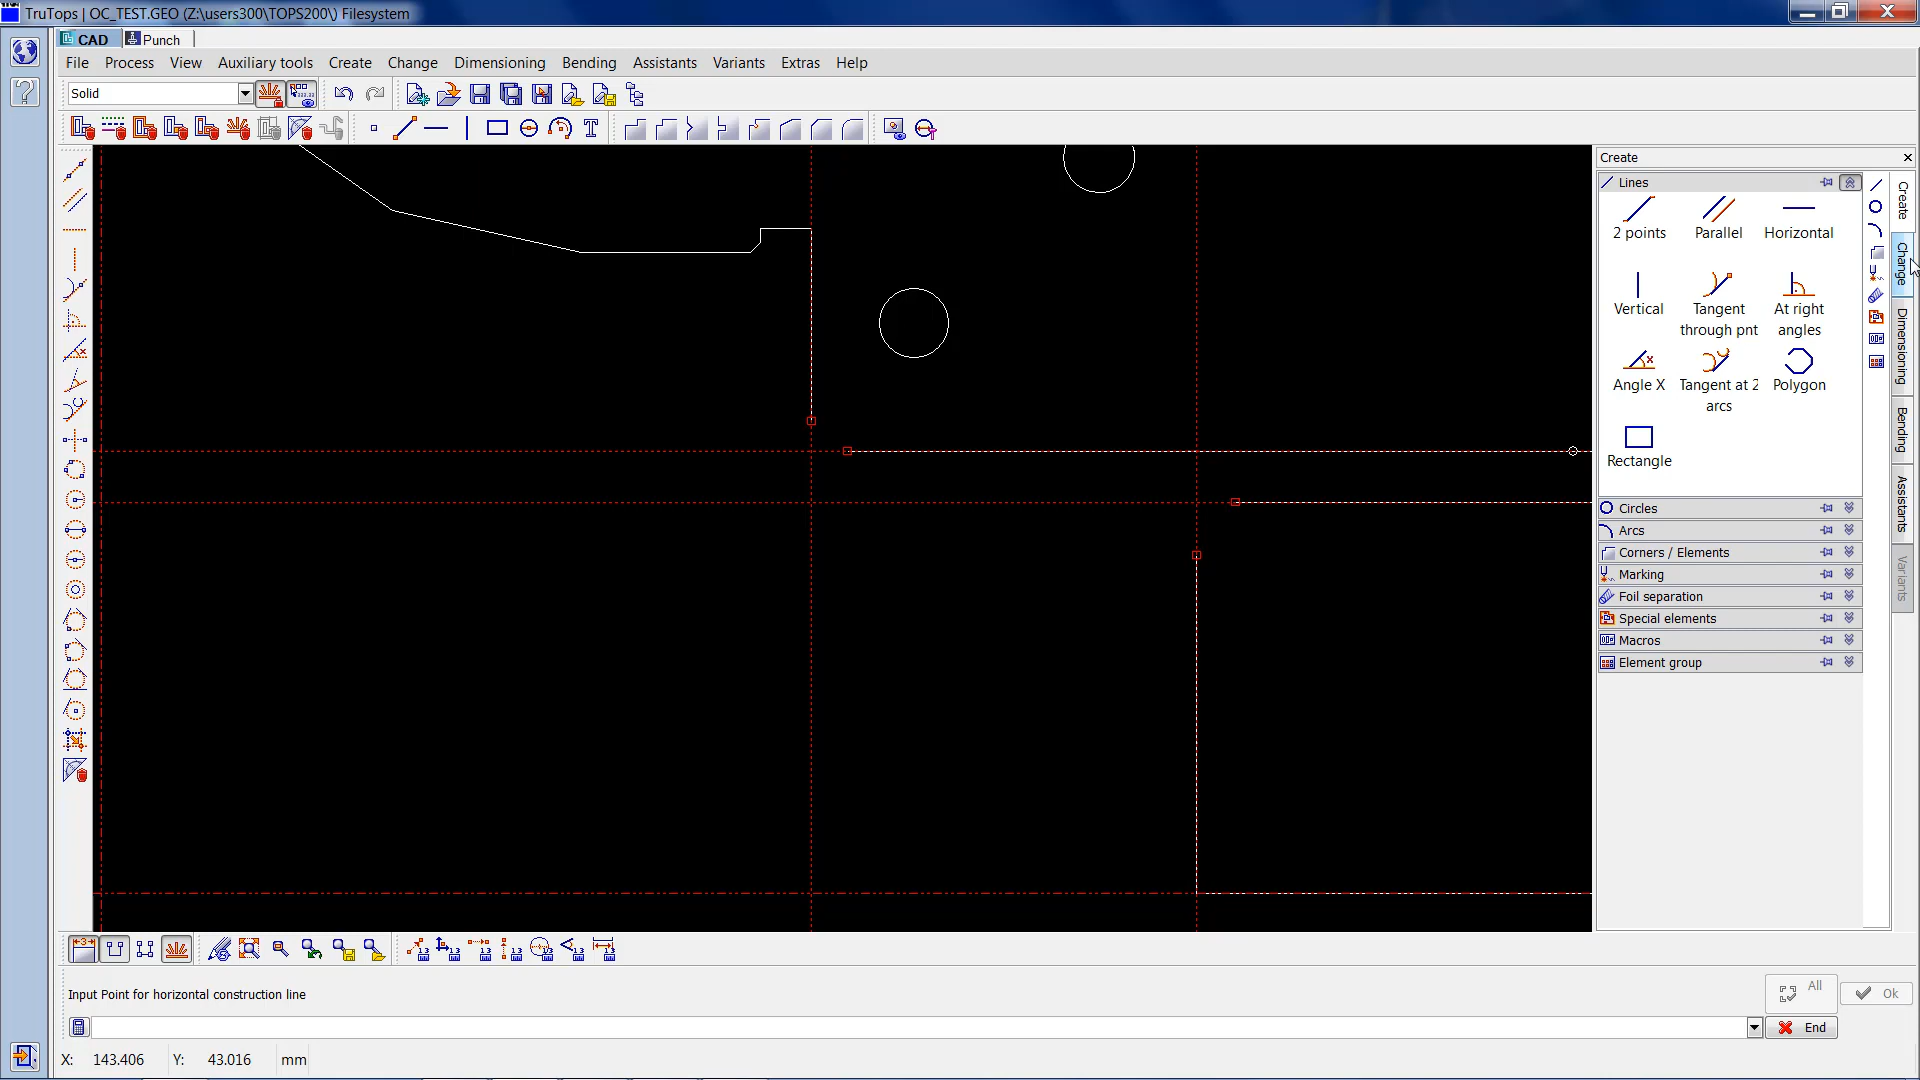 TruTops | OC_TEST.GEO (Z:\users300\TOPS200\) Filesystem
CAD Punch
File Process View Auxiliary tools Create Change Dimensioning Bending Assistants Variants Extras Help
Solid
Create
Lines
2 points Parallel Horizontal
Vertical Tangent through pnt At right angles
Angle X Tangent at 2 arcs Polygon
Rectangle
Circles
Arcs
Corners / Elements
Marking
Foil separation
Special elements
Macros
Element group
Create
Change
Dimensioning
Bending
Assistants
Variants
Input Point for horizontal construction line
All
Ok
End
X: 143.406 Y: 43.016 mm